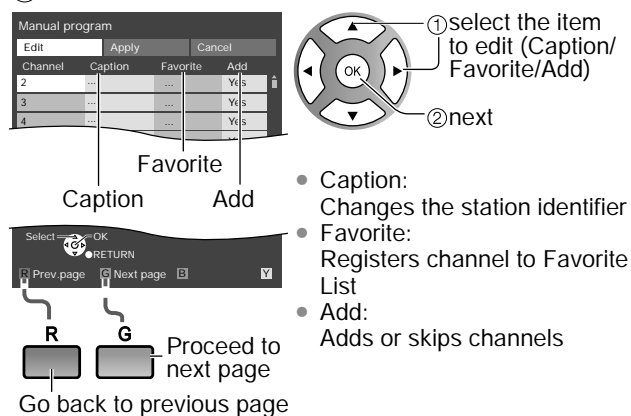 Manual program
Edit Apply Cancel
Channel Caption Favorite Add
2 ... ... Yes
3 ... ... Yes
4 ... Yes
Favorite
Caption Add
①select the item
to edit (Caption/
Favorite/Add)
OK
②next
Select OK
RETURN
R Prev.page G Next page B Y
R G
Proceed to
next page
Go back to previous page
● Caption:
Changes the station identifier
● Favorite:
Registers channel to Favorite
List
● Add:
Adds or skips channels